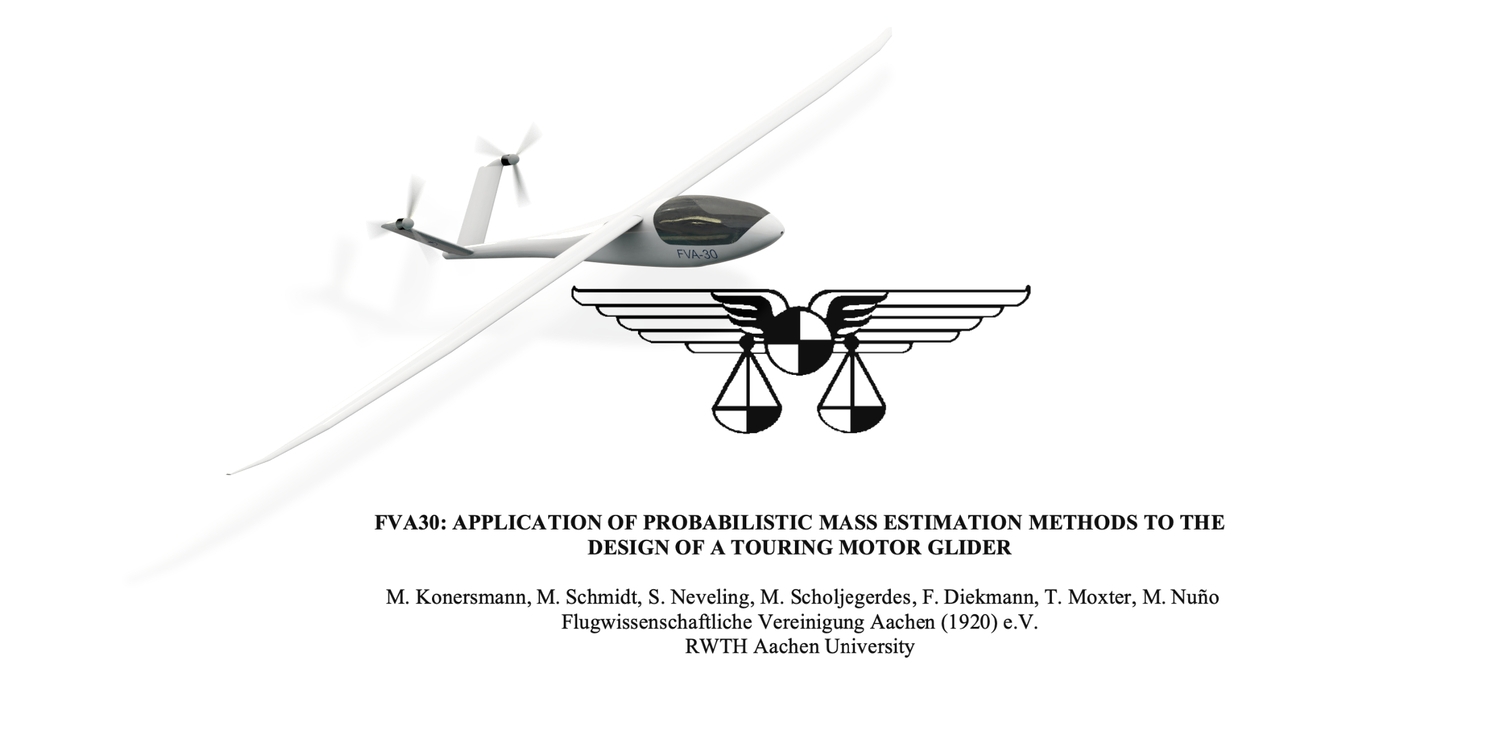 FVA-30
FVA30: APPLICATION OF PROBABILISTIC MASS ESTIMATION METHODS TO THE
DESIGN OF A TOURING MOTOR GLIDER
M. Konersmann, M. Schmidt, S. Neveling, M. Scholjegerdes, F. Diekmann, T. Moxter, M. Nuño
Flugwissenschaftliche Vereinigung Aachen (1920) e.V.
RWTH Aachen University